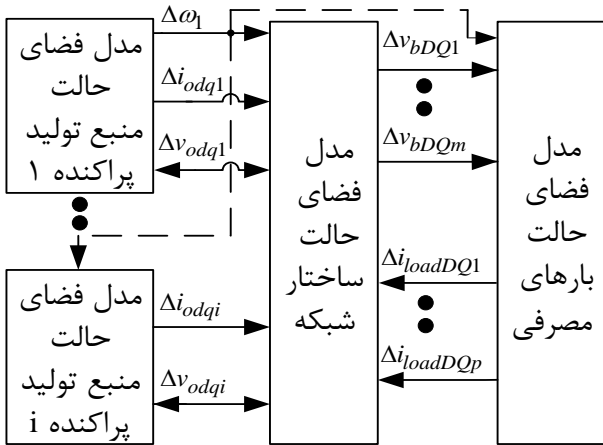 مدل فضای
حالت
منبع تولید
پراکنده ۱
Δω1
Δiodq1
Δvodq1
مدل فضای
حالت
منبع تولید
پراکنده i
Δiodqi
Δvodqi
مدل
فضای
حالت
ساختار
شبکه
ΔvbDQ1
ΔvbDQm
ΔiloadDQ1
ΔiloadDQp
مدل
فضای
حالت
بارهای
مصرفی